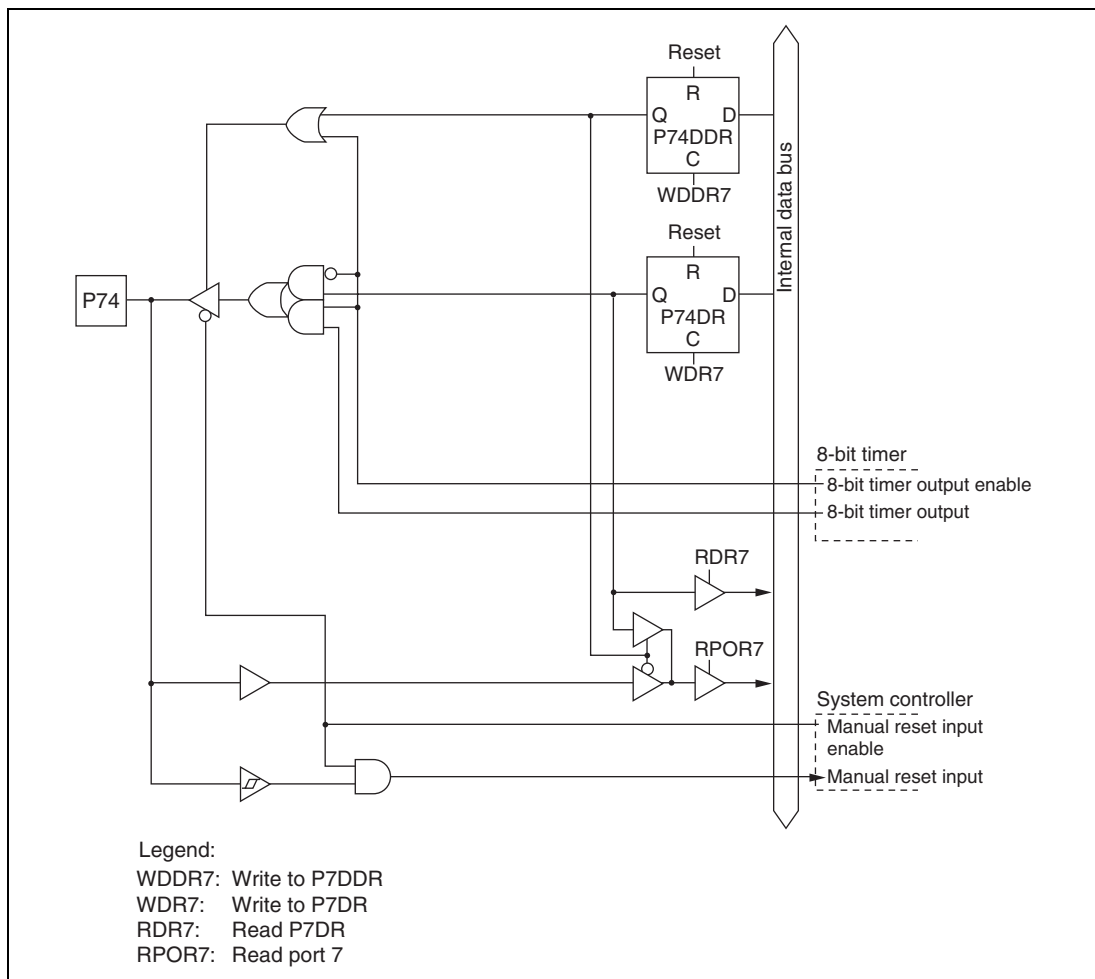 Reset
R
Q D
P74DDR
C
WDDR7
Reset
R
Q D
P74DR
C
WDR7
P74
Internal data bus
8-bit timer
8-bit timer output enable
8-bit timer output
RDR7
RPOR7
System controller
Manual reset input
enable
Manual reset input
Legend:
WDDR7: Write to P7DDR
WDR7: Write to P7DR
RDR7: Read P7DR
RPOR7: Read port 7